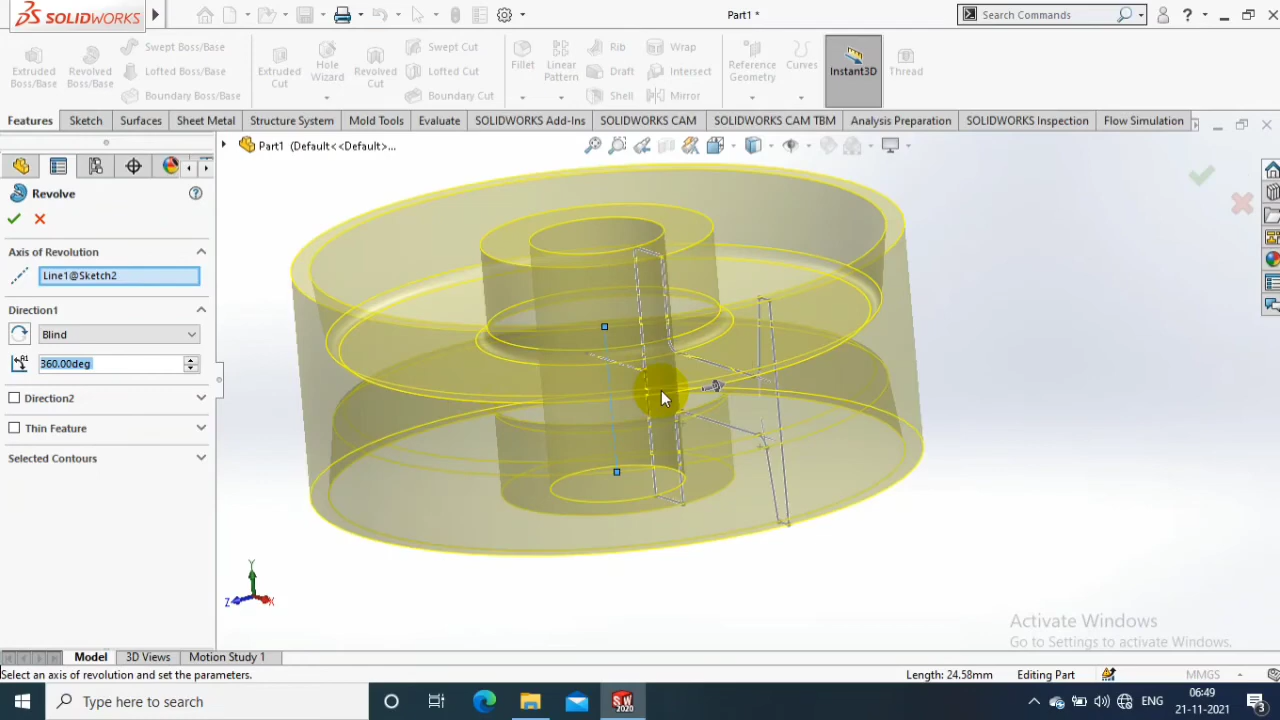 SOLIDWORKS
Part1 *
Search Commands
Extruded Boss/Base
Revolved Boss/Base
Swept Boss/Base
Lofted Boss/Base
Boundary Boss/Base
Extruded Cut
Hole Wizard
Revolved Cut
Swept Cut
Lofted Cut
Boundary Cut
Fillet
Linear Pattern
Rib
Draft
Shell
Wrap
Intersect
Mirror
Reference Geometry
Curves
Instant3D
Thread
Features
Sketch
Surfaces
Sheet Metal
Structure System
Mold Tools
Evaluate
SOLIDWORKS Add-Ins
SOLIDWORKS CAM
SOLIDWORKS CAM TBM
Analysis Preparation
SOLIDWORKS Inspection
Flow Simulation
Part1 (Default<<Default>...
Revolve
Axis of Revolution
Line1@Sketch2
Direction1
Blind
360.00deg
Direction2
Thin Feature
Selected Contours
Y
Z
X
Activate Windows
Go to Settings to activate Windows.
Model
3D Views
Motion Study 1
Select an axis of revolution and set the parameters.
Length: 24.58mm
Editing Part
MMGS
Type here to search
SW
2020
ENG
06:49
21-11-2021
3